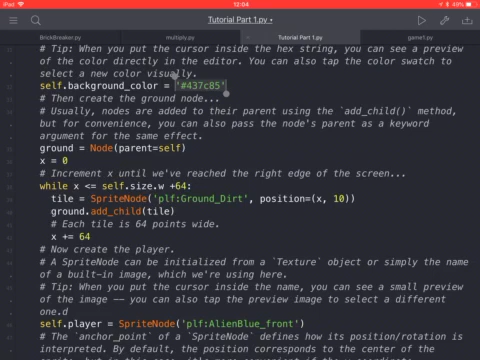 iPad
12:04
49%
Tutorial Part 1.py
BrickBreaker.py
multiply.py
Tutorial Part 1.py
game1.py
# Tip: When you put the cursor inside the hex string, you can see a preview
of the color directly in the editor. You can also tap the color swatch to
select a new color visually.
self.background_color = '#437c85'
# Then create the ground node...
# Usually, nodes are added to their parent using the `add_child()` method,
but for convenience, you can also pass the node's parent as a keyword
argument for the same effect.
ground = Node(parent=self)
x = 0
# Increment x until we've reached the right edge of the screen...
while x <= self.size.w +64:
tile = SpriteNode('plf:Ground_Dirt', position=(x, 10))
ground.add_child(tile)
# Each tile is 64 points wide.
x += 64
# Now create the player.
# A SpriteNode can be initialized from a `Texture` object or simply the name
of a built-in image, which we're using here.
# Tip: When you put the cursor inside the name, you can see a small preview
of the image -- you can also tap the preview image to select a different
one.d
self.player = SpriteNode('plf:AlienBlue_front')
# The `anchor_point` of a `SpriteNode` defines how its position/rotation is
interpreted. By default, the position corresponds to the center of the